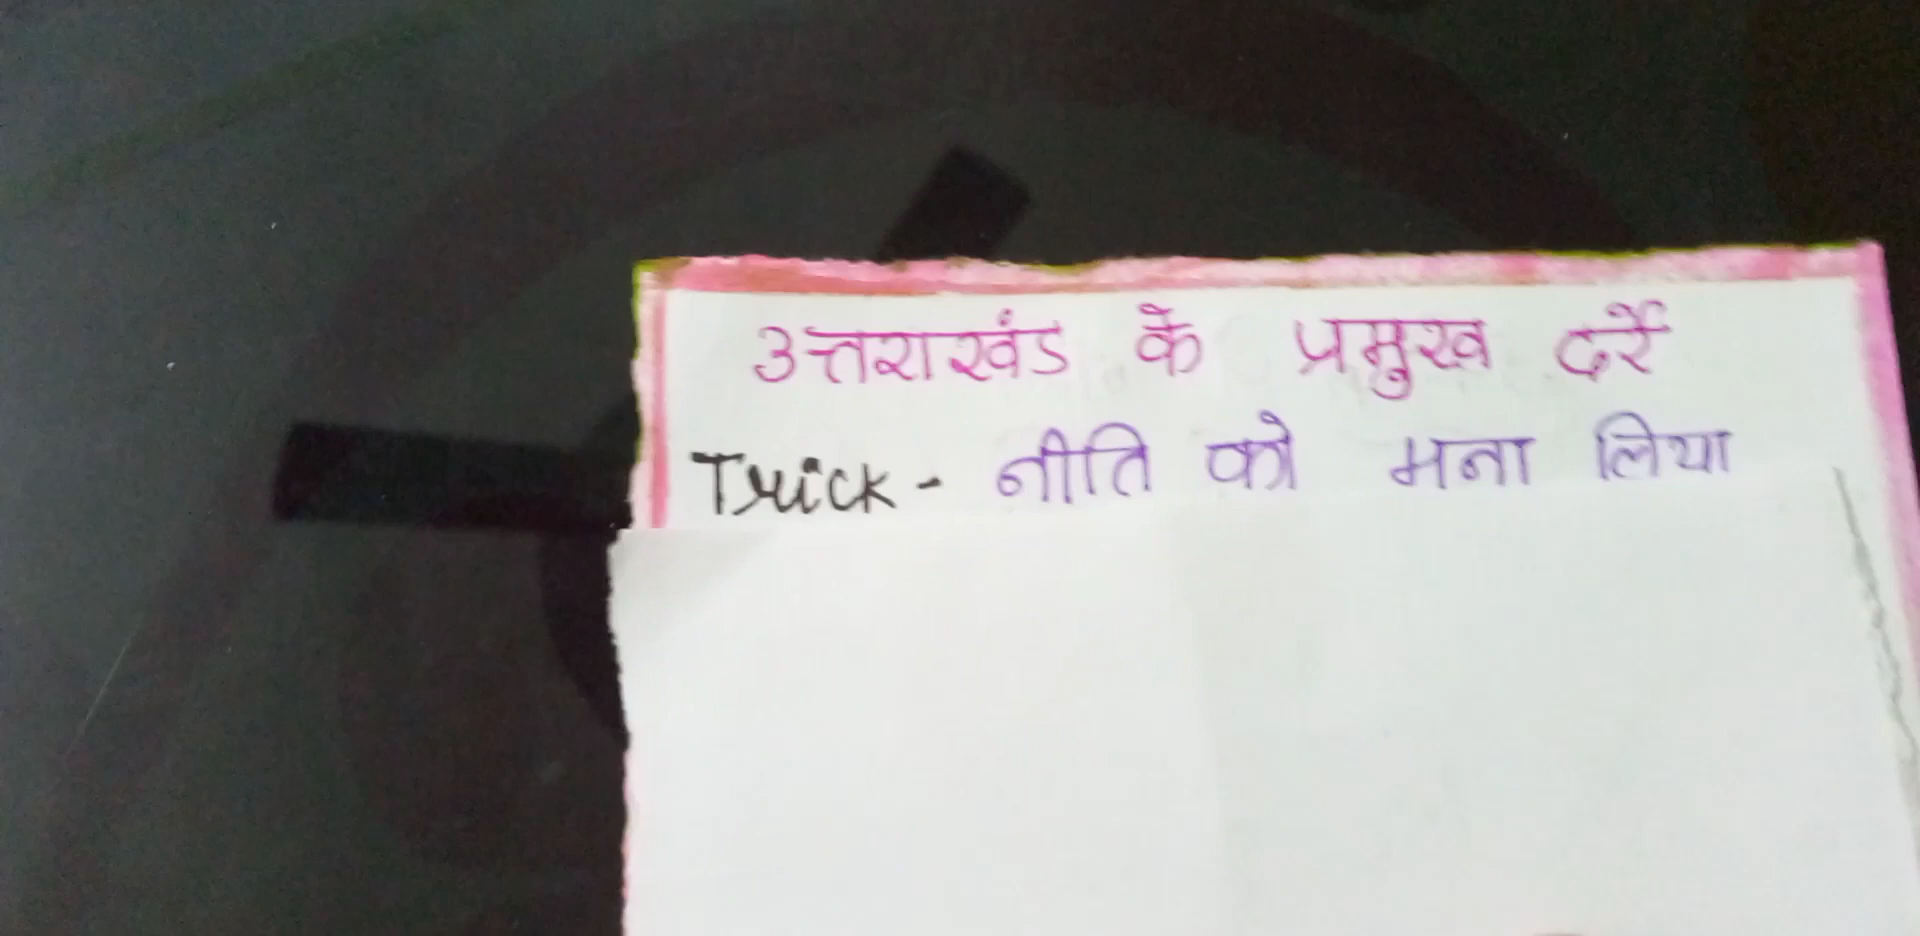 उत्तराखंड के प्रमुख दर्रे
Trick - नीति को मना लिया